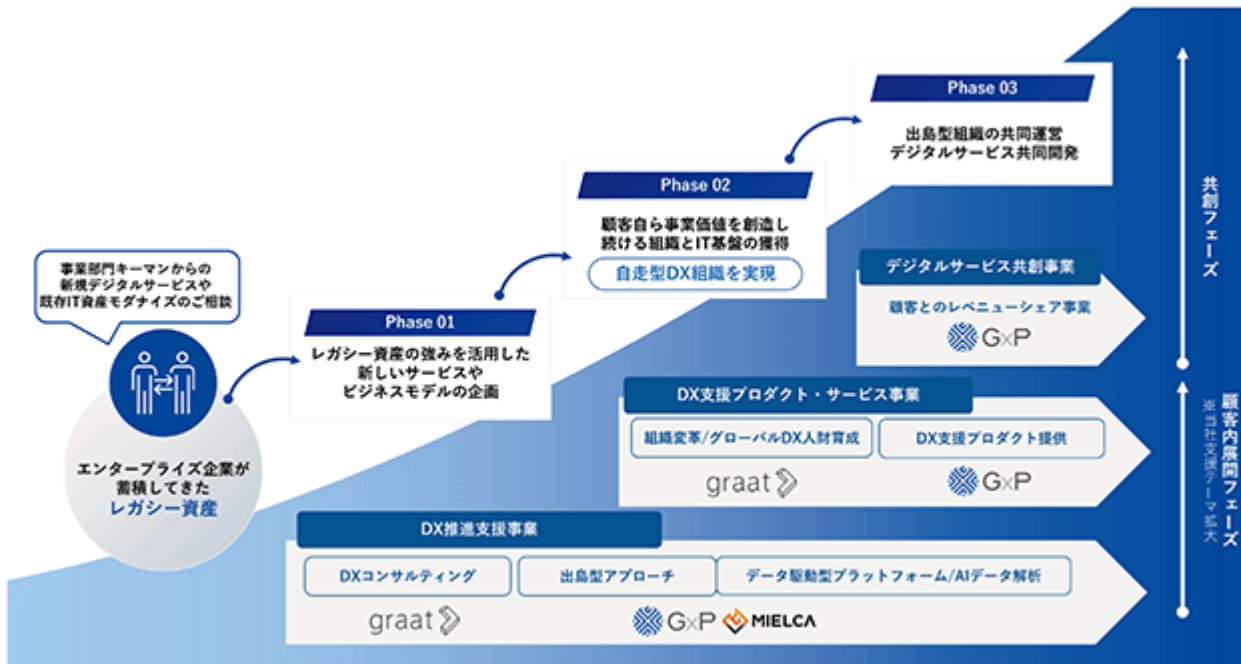 Phase 03
出島型組織の共同運営
デジタルサービス共同開発
Phase 02
顧客自ら事業価値を創造し
続ける組織とIT基盤の獲得
自走型DX組織を実現
事業部門キーマンからの
新規デジタルサービスや
既存IT資産モダナイズのご相談
Phase 01
レガシー資産の強みを活用した
新しいサービスや
ビジネスモデルの企画
エンタープライズ企業が
蓄積してきた
レガシー資産
デジタルサービス共創事業
顧客とのレベニューシェア事業
GxP
DX支援プロダクト・サービス事業
組織変革/グローバルDX人財育成
DX支援プロダクト提供
graat
GxP
DX推進支援事業
DXコンサルティング
出島型アプローチ
データ駆動型プラットフォーム/AIデータ解析
graat
GxP
MIELCA
共創フェーズ
顧客内展開フェーズ
※当社支援テーマ拡大